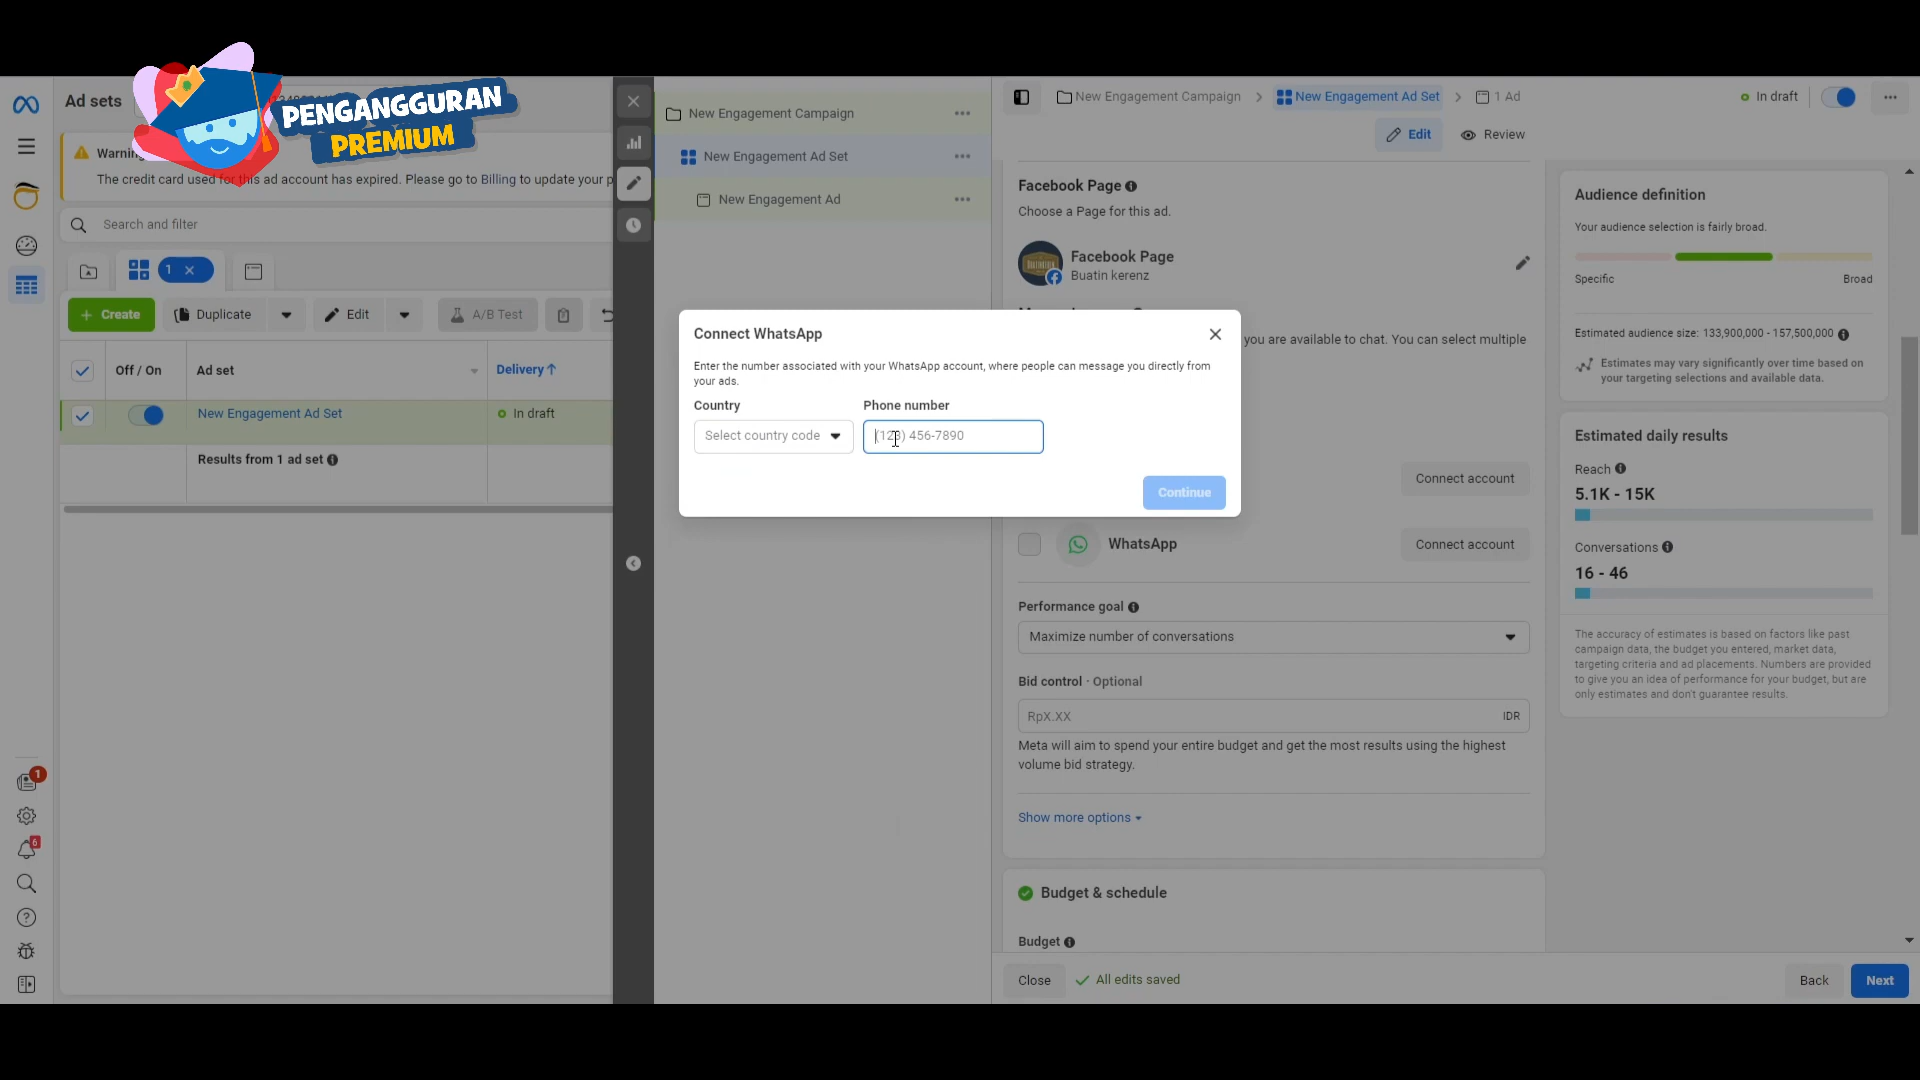 Ad sets
PENGANGGURAN
PREMIUM
The credit card used for this ad account has expired. Please go to Billing to update your p
Search and filter
1
Create
Duplicate
Edit
A/B Test
Off / On
Ad set
Delivery
New Engagement Ad Set
In draft
Results from 1 ad set
1
6
New Engagement Campaign
New Engagement Ad Set
New Engagement Ad
New Engagement Campaign
New Engagement Ad Set
1 Ad
In draft
Edit
Review
Facebook Page
Choose a Page for this ad.
Facebook Page
Buatin kerenz
you are available to chat. You can select multiple
Connect WhatsApp
Enter the number associated with your WhatsApp account, where people can message you directly from
your ads.
Country
Phone number
Select country code
(123) 456-7890
Continue
Connect account
WhatsApp
Connect account
Performance goal
Maximize number of conversations
Bid control · Optional
RpX.XX
IDR
Meta will aim to spend your entire budget and get the most results using the highest
volume bid strategy.
Show more options
Budget & schedule
Budget
Close
All edits saved
Back
Next
Audience definition
Your audience selection is fairly broad.
Specific
Broad
Estimated audience size: 133,900,000 - 157,500,000
Estimates may vary significantly over time based on
your targeting selections and available data.
Estimated daily results
Reach
5.1K - 15K
Conversations
16 - 46
The accuracy of estimates is based on factors like past
campaign data, the budget you entered, market data,
targeting criteria and ad placements. Numbers are provided
to give you an idea of performance for your budget, but are
only estimates and don't guarantee results.